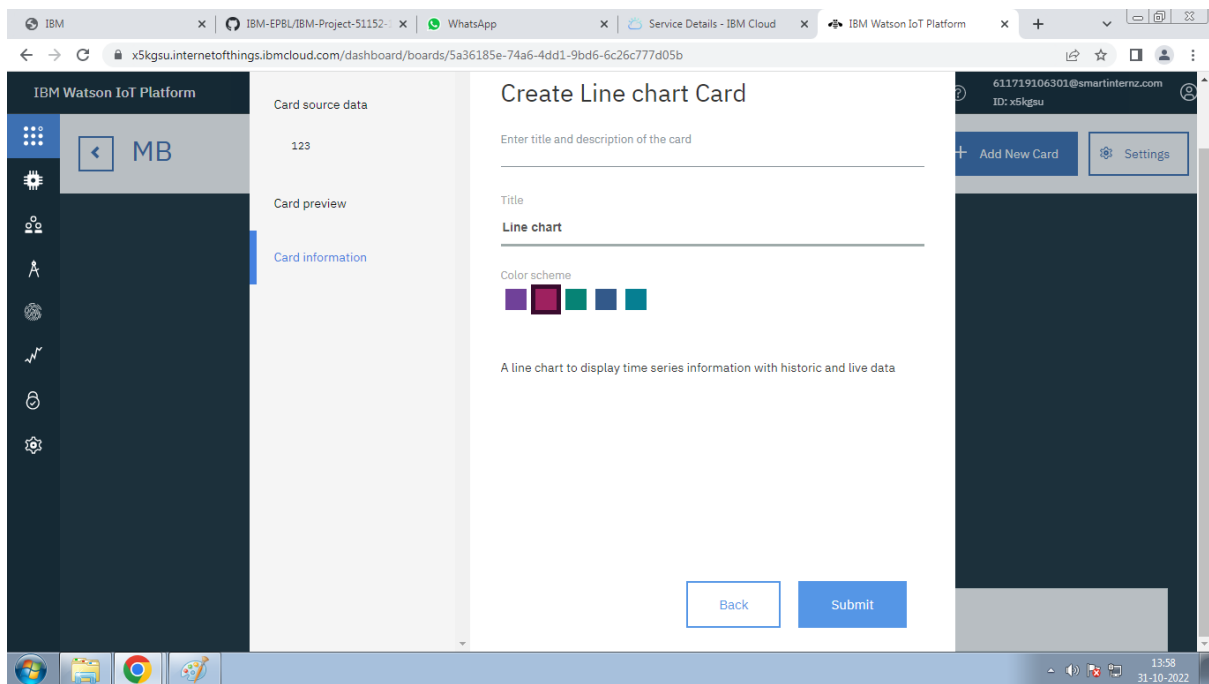 IBM
IBM-EPBL/IBM-Project-51152-
WhatsApp
Service Details - IBM Cloud
IBM Watson IoT Platform
x5kgsu.internetofthings.ibmcloud.com/dashboard/boards/5a36185e-74a6-4dd1-9bd6-6c26c777d05b
IBM Watson IoT Platform
611719106301@smartinternz.com
ID: x5kgsu
MB
Add New Card
Settings
Card source data
123
Card preview
Card information
Create Line chart Card
Enter title and description of the card
Title
Line chart
Color scheme
A line chart to display time series information with historic and live data
Back
Submit
13:58
31-10-2022